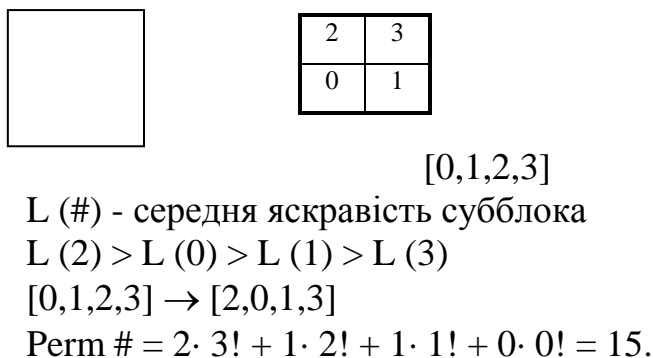 2 3
0 1
[0,1,2,3]
L (#) - середня яскравість субблока
L (2) > L (0) > L (1) > L (3)
[0,1,2,3] → [2,0,1,3]
Perm # = 2· 3! + 1· 2! + 1· 1! + 0· 0! = 15.